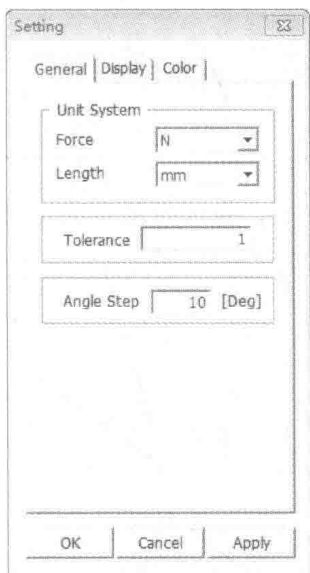 Setting
General Display Color
Unit System
Force N
Length mm
Tolerance 1
Angle Step 10 [Deg]
OK Cancel Apply